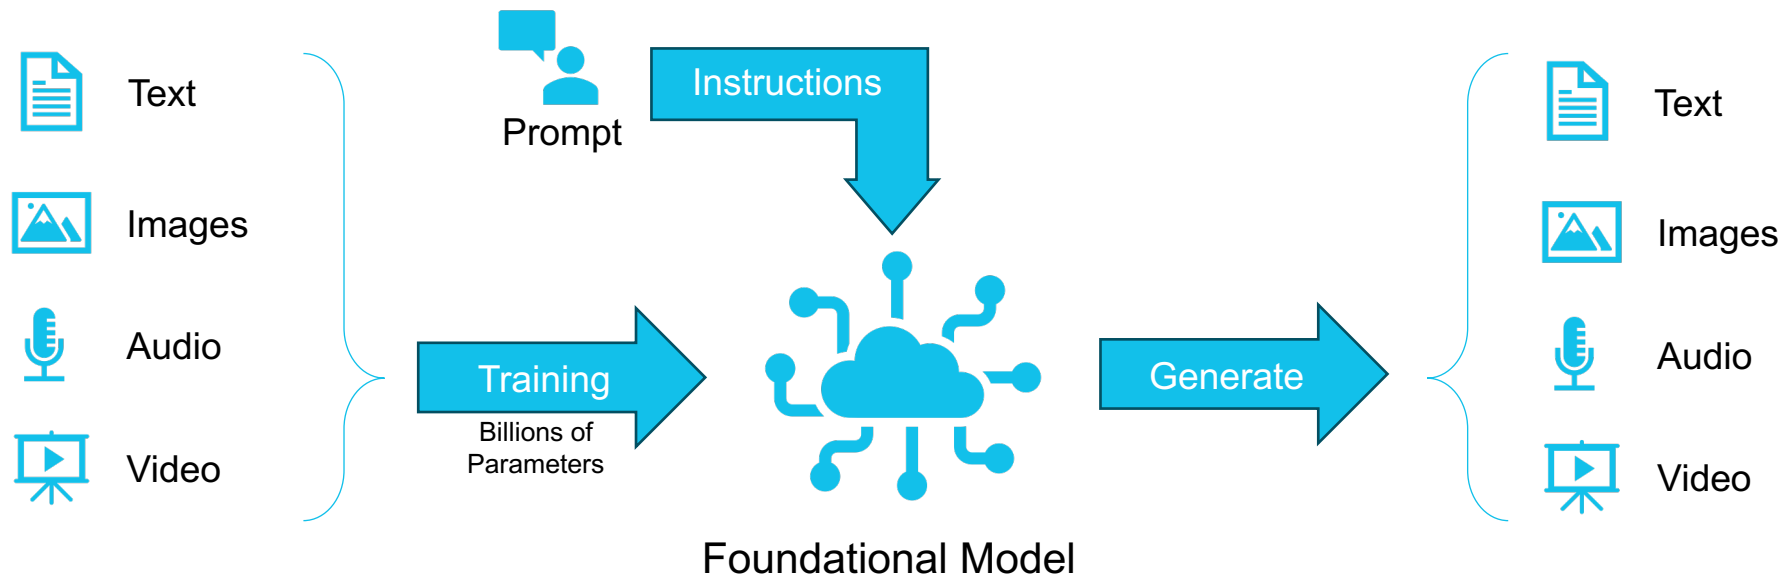 Text
Images
Audio
Video
Prompt
Instructions
Training
Billions of
Parameters
Foundational Model
Generate
Text
Images
Audio
Video